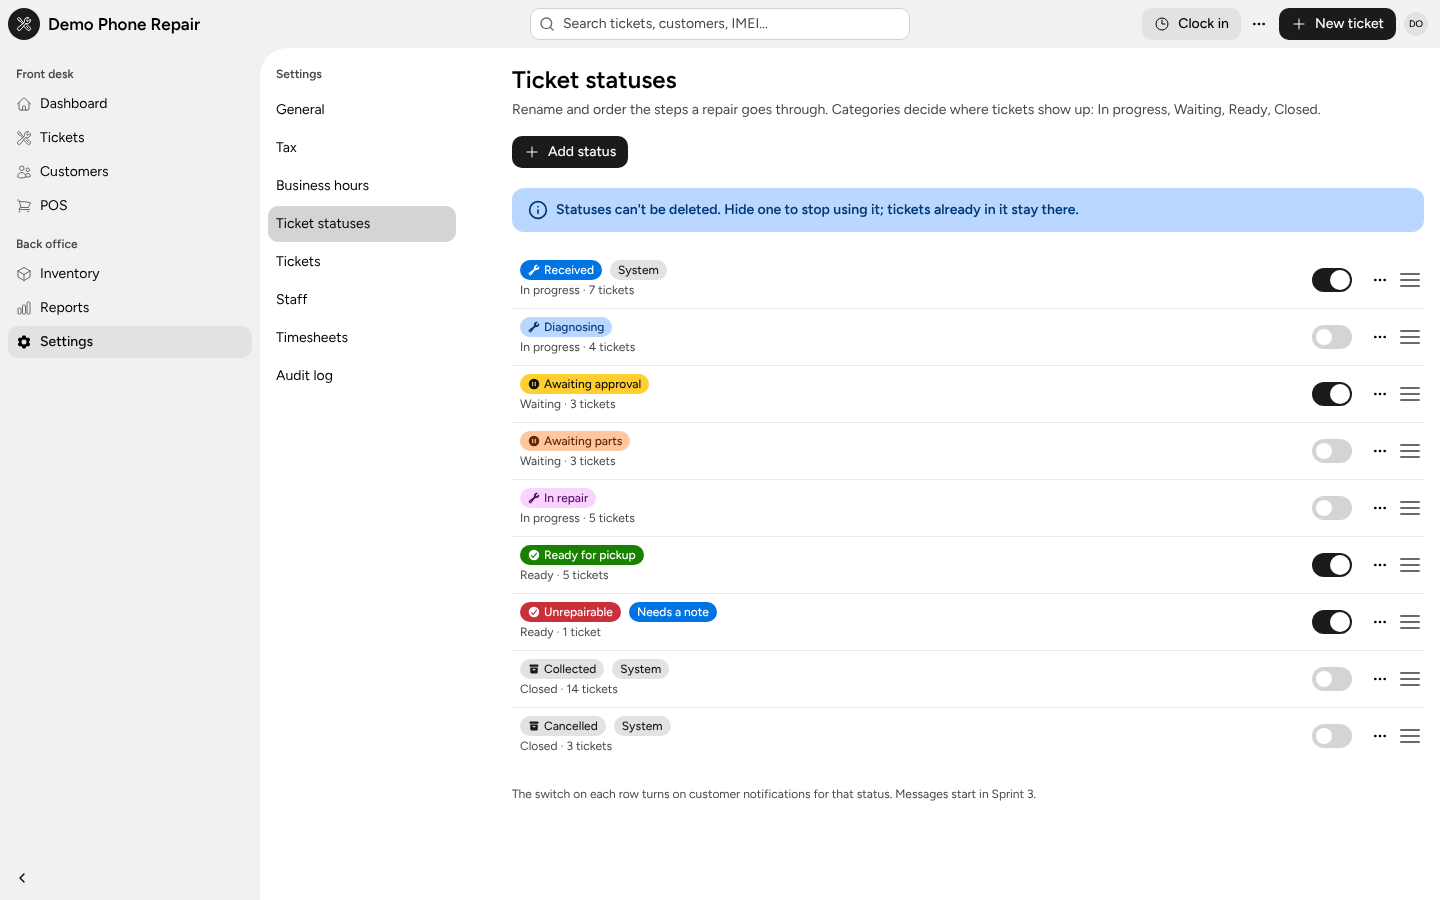 Demo Phone Repair
Search tickets, customers, IMEI...
Clock in
New ticket
DO
Front desk
Dashboard
Tickets
Customers
POS
Back office
Inventory
Reports
Settings
Settings
General
Tax
Business hours
Ticket statuses
Tickets
Staff
Timesheets
Audit log
Ticket statuses
Rename and order the steps a repair goes through. Categories decide where tickets show up: In progress, Waiting, Ready, Closed.
Add status
Statuses can't be deleted. Hide one to stop using it; tickets already in it stay there.
Received System
In progress · 7 tickets
Diagnosing
In progress · 4 tickets
Awaiting approval
Waiting · 3 tickets
Awaiting parts
Waiting · 3 tickets
In repair
In progress · 5 tickets
Ready for pickup
Ready · 5 tickets
Unrepairable Needs a note
Ready · 1 ticket
Collected System
Closed · 14 tickets
Cancelled System
Closed · 3 tickets
The switch on each row turns on customer notifications for that status. Messages start in Sprint 3.